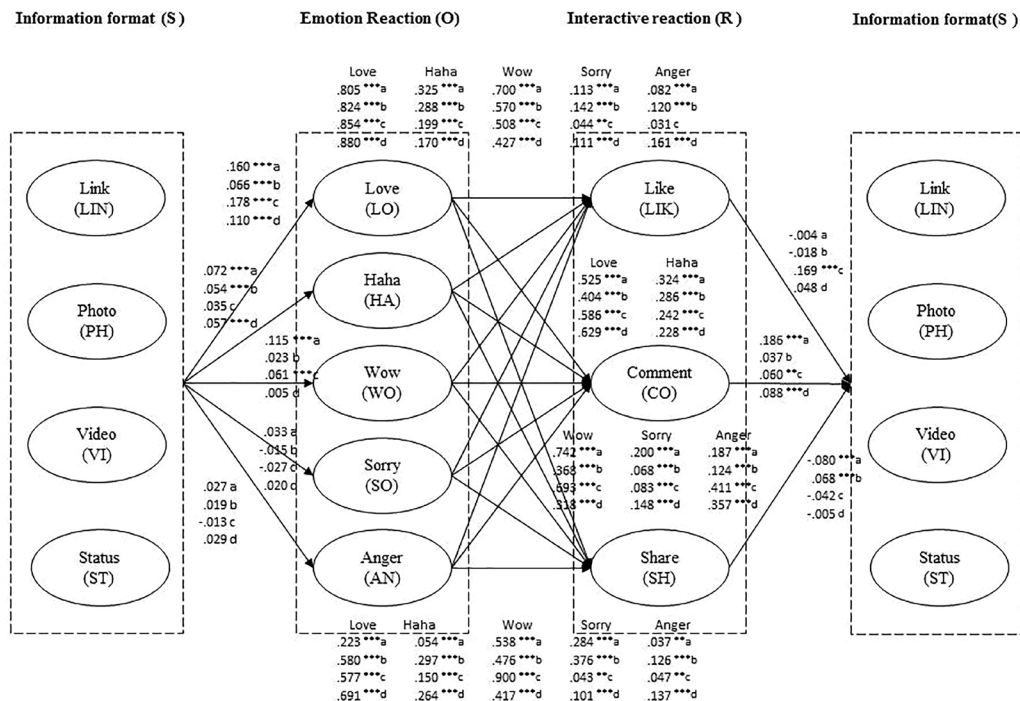 Information format (S)
Emotion Reaction (O)
Interactive reaction (R)
Information format(S )
Love Haha Wow Sorry Anger
.805 ***a .325 ***a .700 ***a .113 ***a .082 ***a
.824 ***b .288 ***b .570 ***b .142 ***b .120 ***b
.854 ***c .199 ***c .508 ***c .044 **c .031 c
.880 ***d .170 ***d .427 ***d .111 ***d .161 ***d
Link
(LIN)
Photo
(PH)
Video
(VI)
Status
(ST)
.160 ***a
.066 ***b
.178 ***c
.110 ***d
.072 ***a
.054 ***b
.035 c
.057 ***d
.115 ***a
.023 b
.061 ***c
.005 d
.033 a
-.015 b
-.027 d
.020 c
.027 a
.019 b
-.013 c
.029 d
Love
(LO)
Haha
(HA)
Wow
(WO)
Sorry
(SO)
Anger
(AN)
Like
(LIK)
Love Haha
.525 ***a .324 ***a
.404 ***b .286 ***b
.586 ***c .242 ***c
.629 ***d .228 ***d
Comment
(CO)
Wow Sorry Anger
.742 ***a .200 ***a .187 ***a
.368 ***b .068 ***b .124 ***b
.693 ***c .083 ***c .411 ***c
.318 ***d .148 ***d .357 ***d
Share
(SH)
-.004 a
-.018 b
.169 ***c
.048 d
.186 ***a
.037 b
.060 **c
.088 ***d
-.080 ***a
.068 ***b
-.042 c
-.005 d
Link
(LIN)
Photo
(PH)
Video
(VI)
Status
(ST)
Love Haha Wow Sorry Anger
.223 ***a .054 ***a .538 ***a .284 ***a .037 **a
.580 ***b .297 ***b .476 ***b .376 ***b .126 ***b
.577 ***c .150 ***c .900 ***c .043 **c .047 **c
.691 ***d .264 ***d .417 ***d .101 ***d .137 ***d